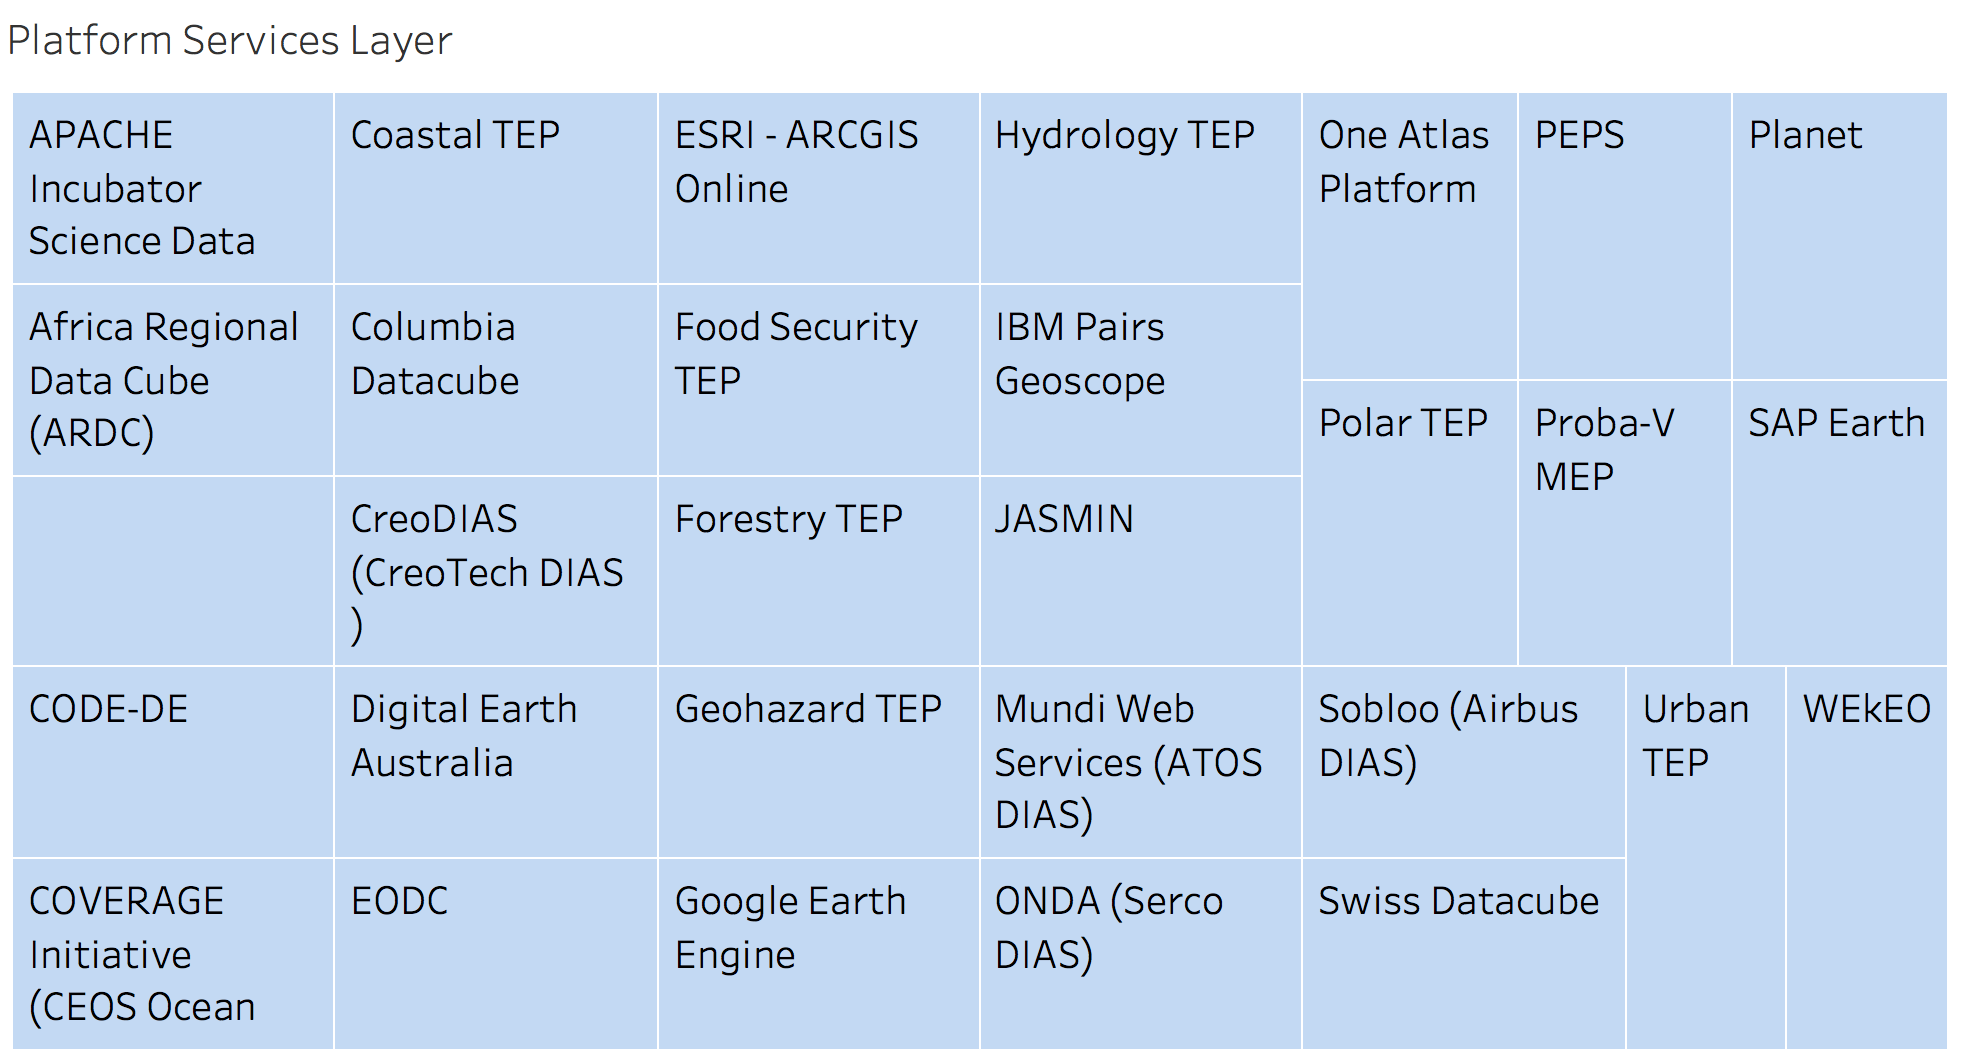 Platform Services Layer
APACHE
Incubator
Science Data
Coastal TEP
ESRI - ARCGIS
Online
Hydrology TEP
One Atlas
Platform
PEPS
Planet
Africa Regional
Data Cube
(ARDC)
Columbia
Datacube
Food Security
TEP
IBM Pairs
Geoscope
Polar TEP
Proba-V
MEP
SAP Earth
CreoDIAS
(CreoTech DIAS
)
Forestry TEP
JASMIN
CODE-DE
Digital Earth
Australia
Geohazard TEP
Mundi Web
Services (ATOS
DIAS)
Sobloo (Airbus
DIAS)
Urban
TEP
WEkEO
COVERAGE
Initiative
(CEOS Ocean
EODC
Google Earth
Engine
ONDA (Serco
DIAS)
Swiss Datacube